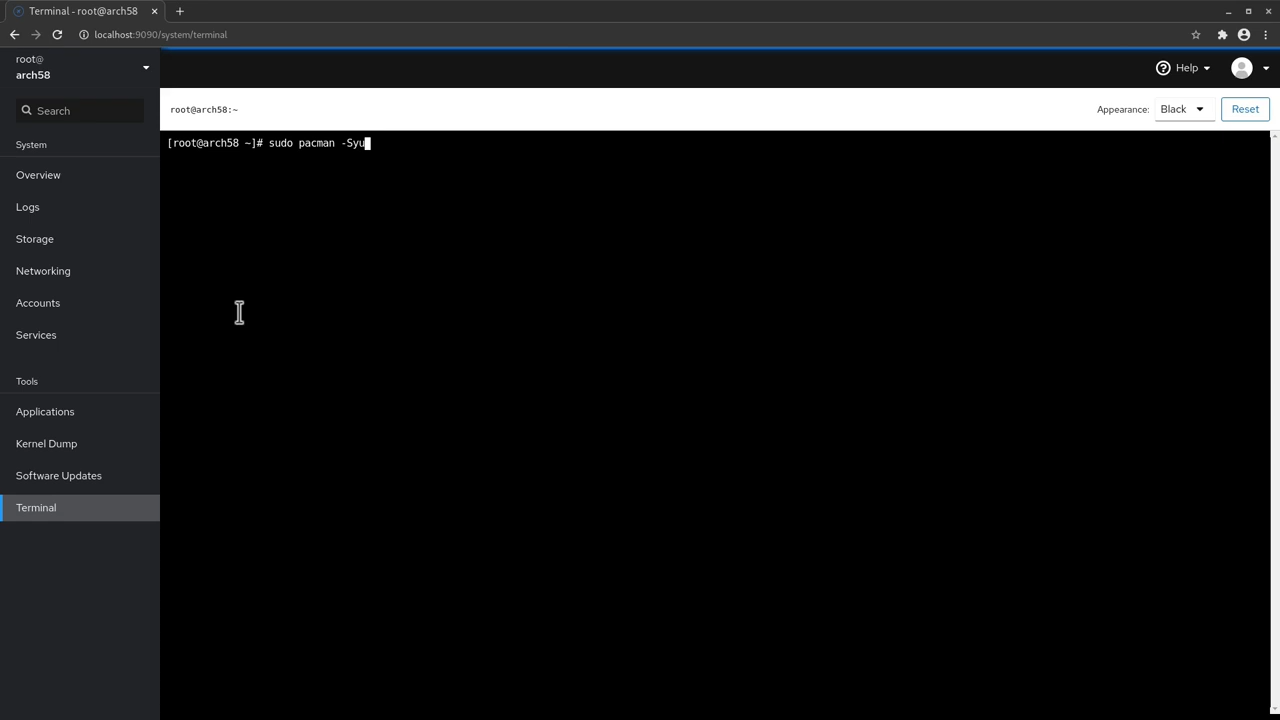 Terminal - root@arch58
localhost:9090/system/terminal
root@
arch58
Help
Search
root@arch58:~
Appearance:
Black
Reset
System
[root@arch58 ~]# sudo pacman -Syu
Overview
Logs
Storage
Networking
Accounts
Services
Tools
Applications
Kernel Dump
Software Updates
Terminal